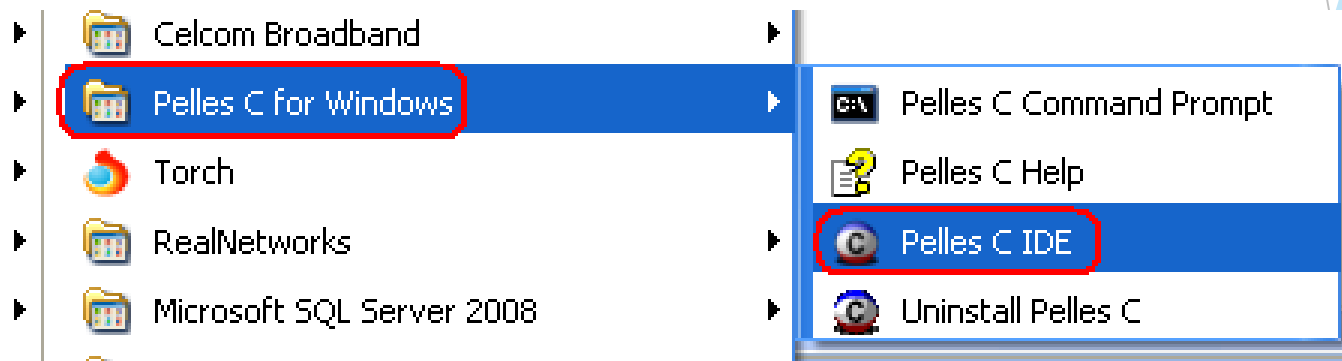 Celcom Broadband
Pelles C for Windows
Torch
RealNetworks
Microsoft SQL Server 2008
C:\
Pelles C Command Prompt
Pelles C Help
C
Pelles C IDE
C
Uninstall Pelles C